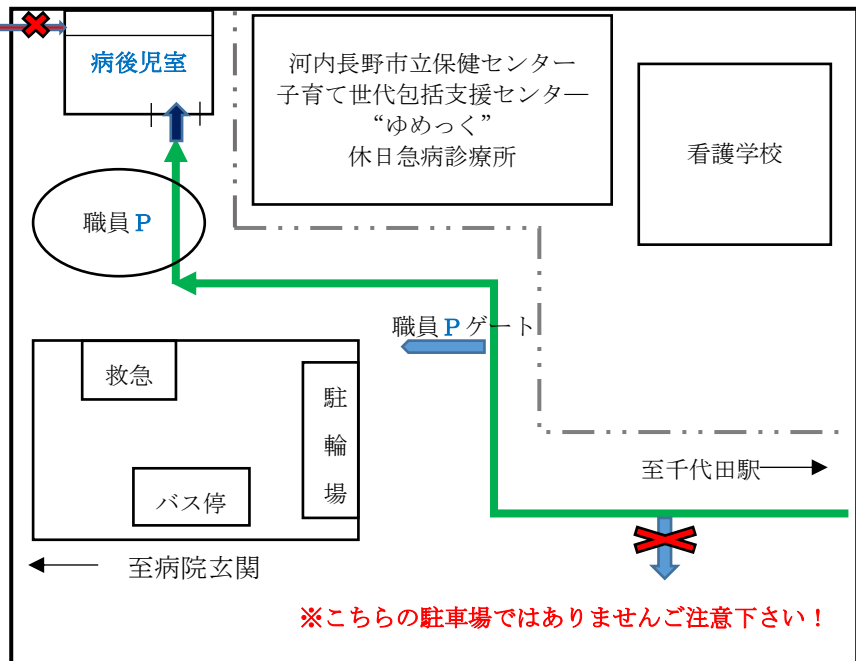 病後児室
河内長野市立保健センター
子育て世代包括支援センター
“ゆめっく”
休日急病診療所
看護学校
職員P
職員Pゲート
救急
駐輪場
バス停
至千代田駅
至病院玄関
※こちらの駐車場ではありませんご注意下さい！